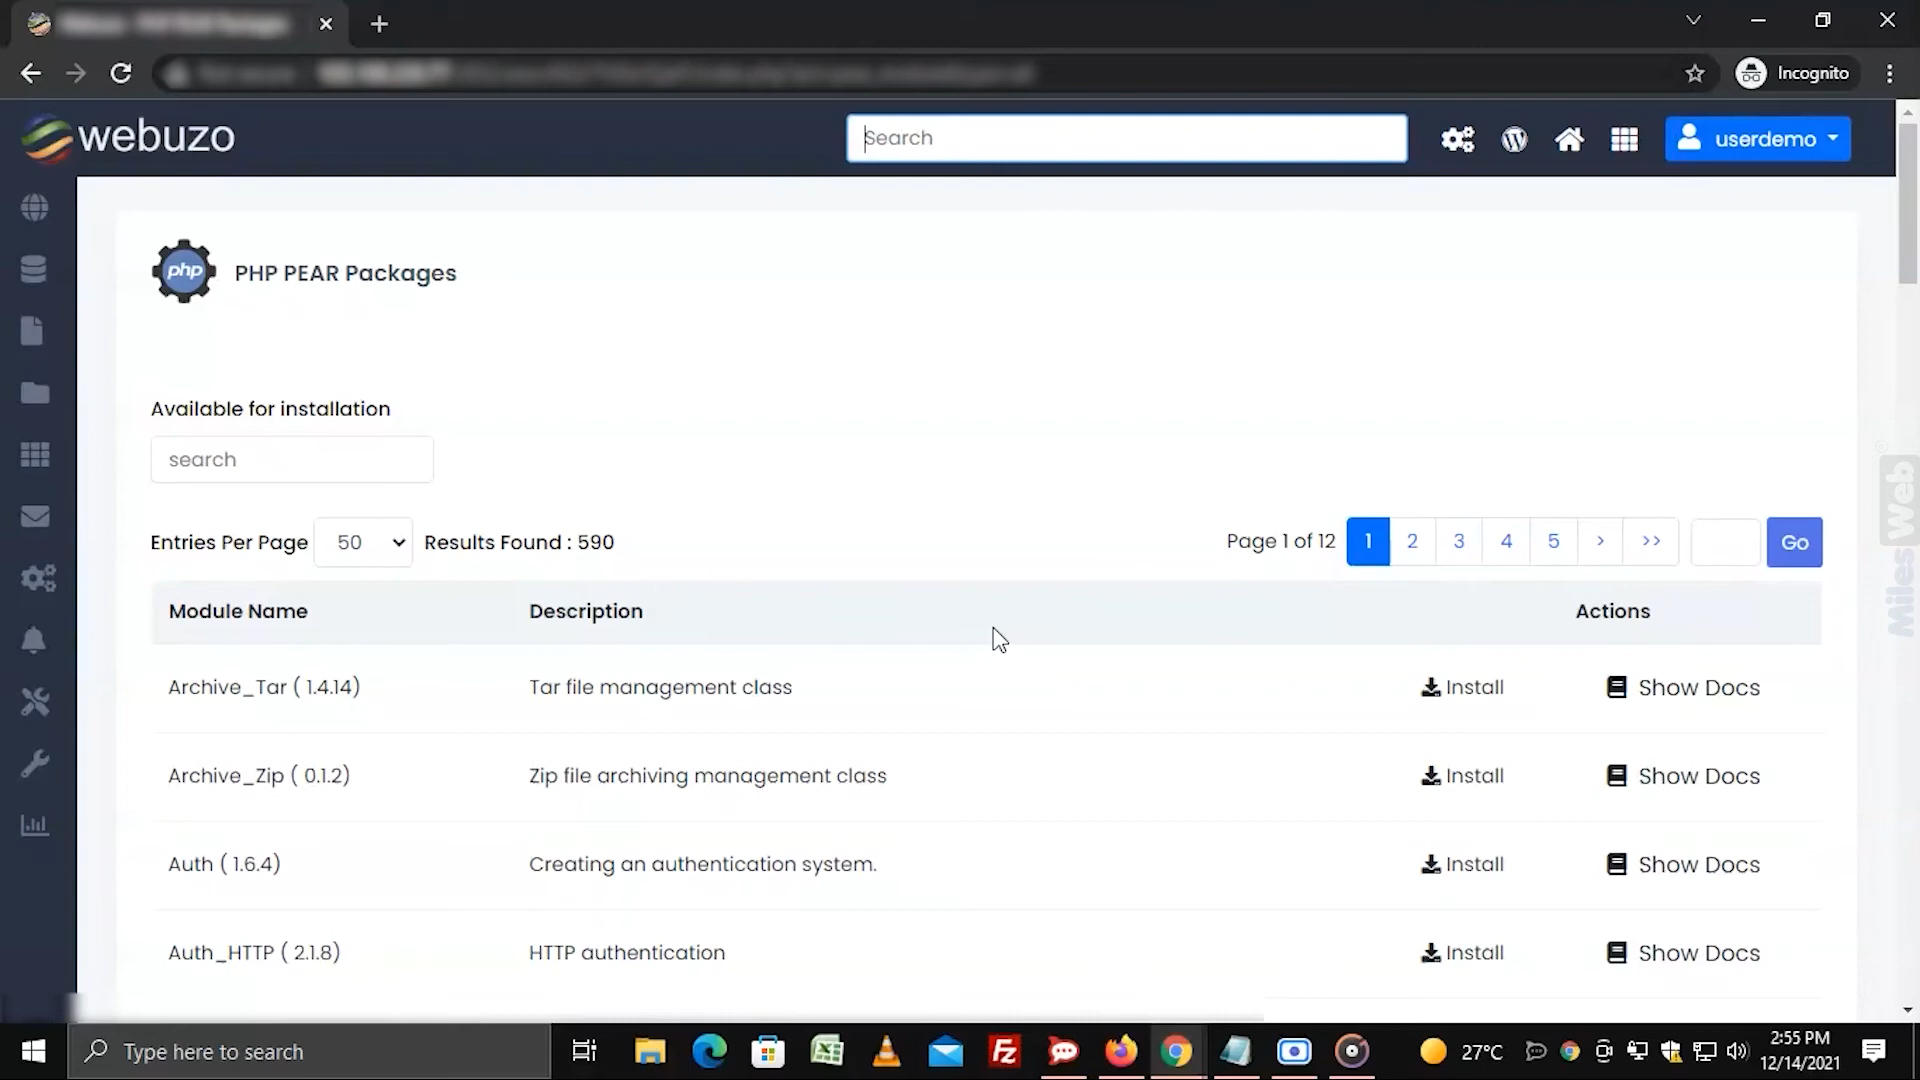 Incognito
webuzo
Search
userdemo
php
PHP PEAR Packages
Available for installation
search
Entries Per Page 50 Results Found : 590
Page 1 of 12 1 2 3 4 5 > >> Go
Module Name Description Actions
Archive_Tar ( 1.4.14) Tar file management class Install Show Docs
Archive_Zip ( 0.1.2) Zip file archiving management class Install Show Docs
Auth ( 1.6.4) Creating an authentication system. Install Show Docs
Auth_HTTP ( 2.1.8) HTTP authentication Install Show Docs
MilesWeb
Type here to search
Fz
27°C
2:55 PM
12/14/2021